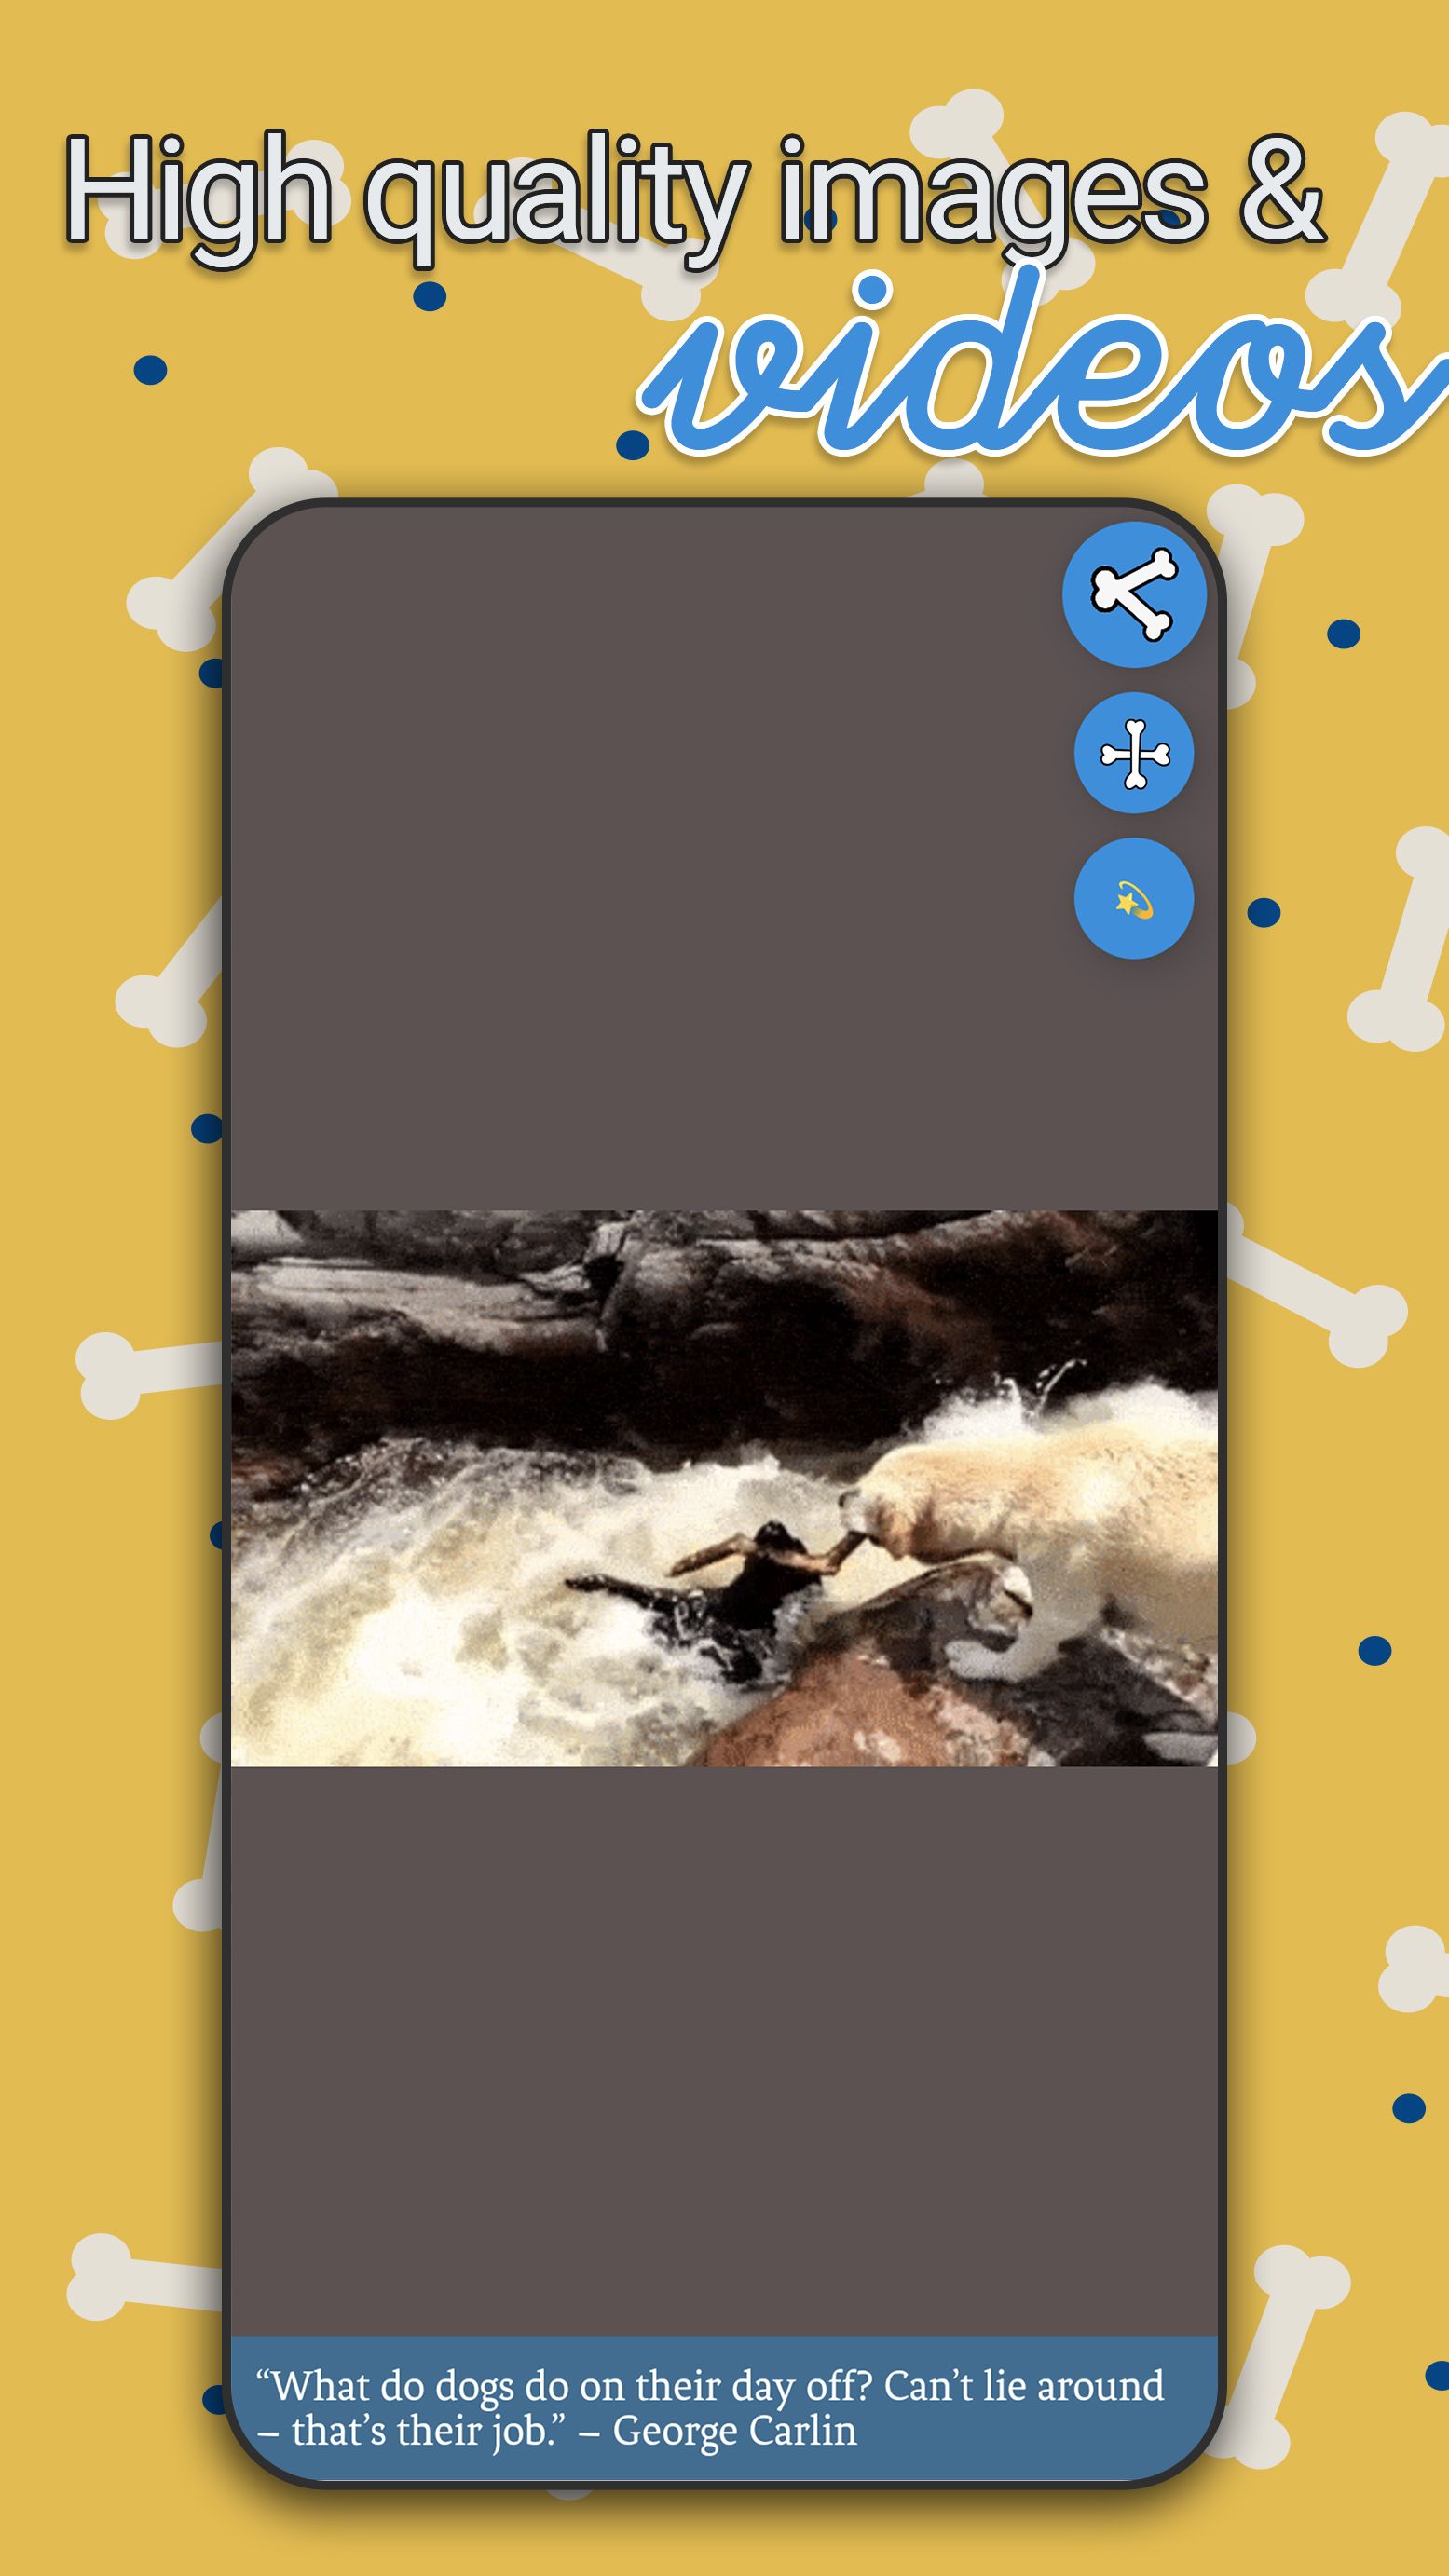 High quality images &
videos
“What do dogs do on their day off? Can’t lie around
– that’s their job.” – George Carlin